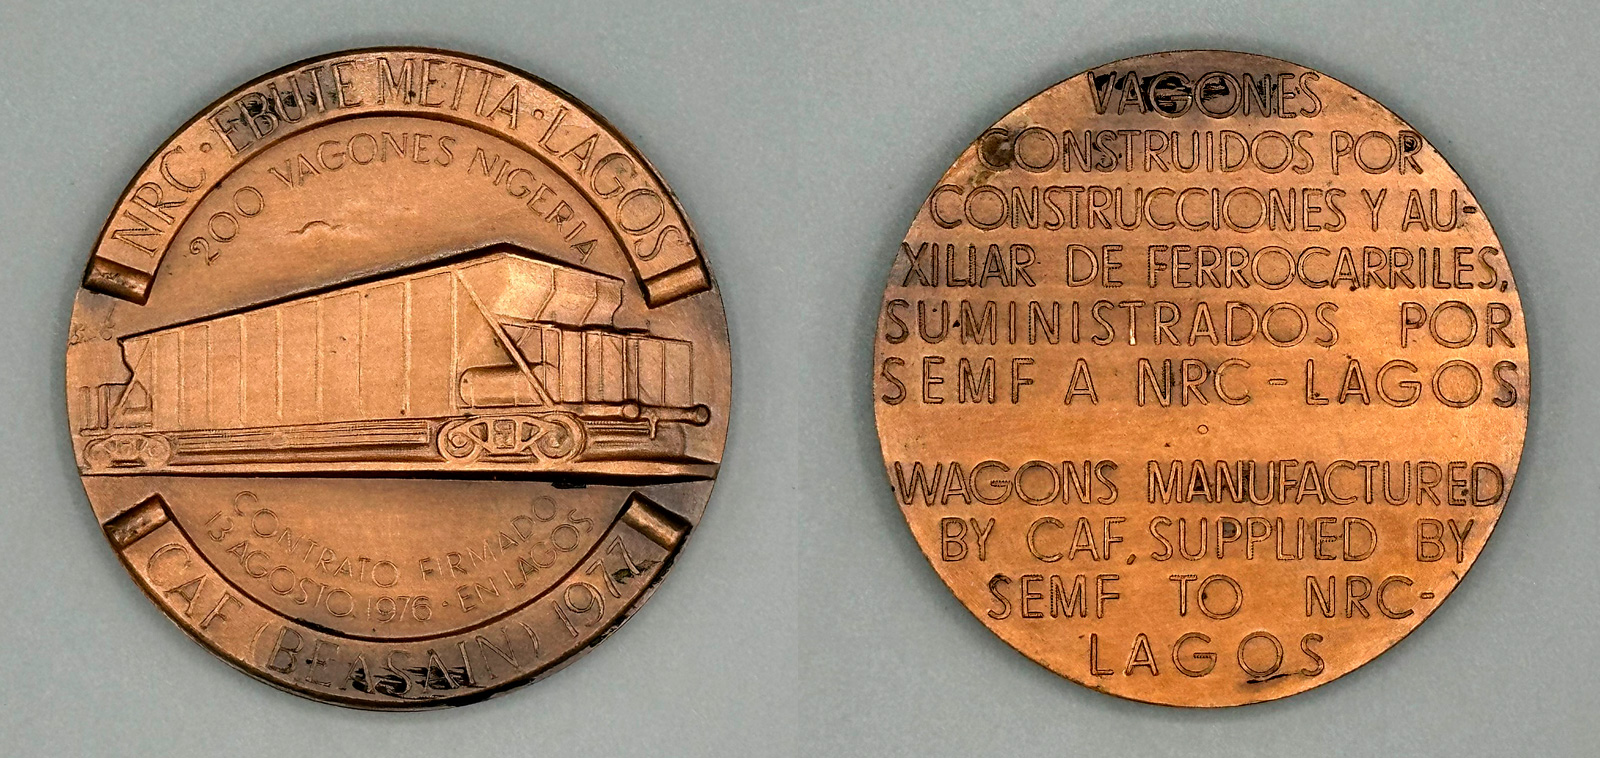 NRC · EBUTE METTA · LAGOS
200 VAGONES NIGERIA
CONTRATO FIRMADO
13 AGOSTO 1976 · EN LAGOS
CAF (BEASAIN) 1977
VAGONES
CONSTRUIDOS POR
CONSTRUCCIONES Y AU-
XILIAR DE FERROCARRILES,
SUMINISTRADOS POR
SEMF A NRC - LAGOS
WAGONS MANUFACTURED
BY CAF, SUPPLIED BY
SEMF TO NRC-
LAGOS